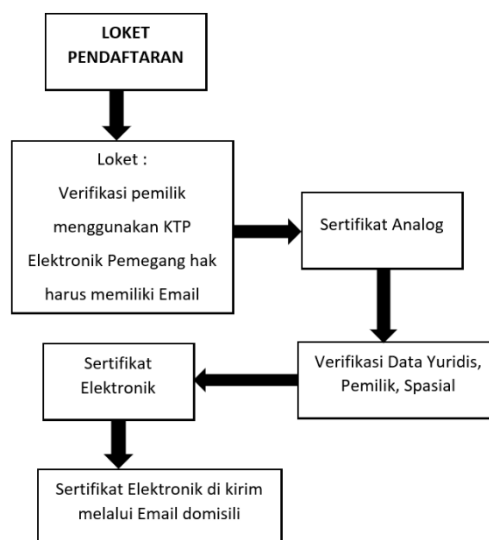 LOKET
PENDAFTARAN
Loket :
Verifikasi pemilik
menggunakan KTP
Elektronik Pemegang hak
harus memiliki Email
Sertifikat Analog
Verifikasi Data Yuridis,
Pemilik, Spasial
Sertifikat
Elektronik
Sertifikat Elektronik di kirim
melalui Email domisili